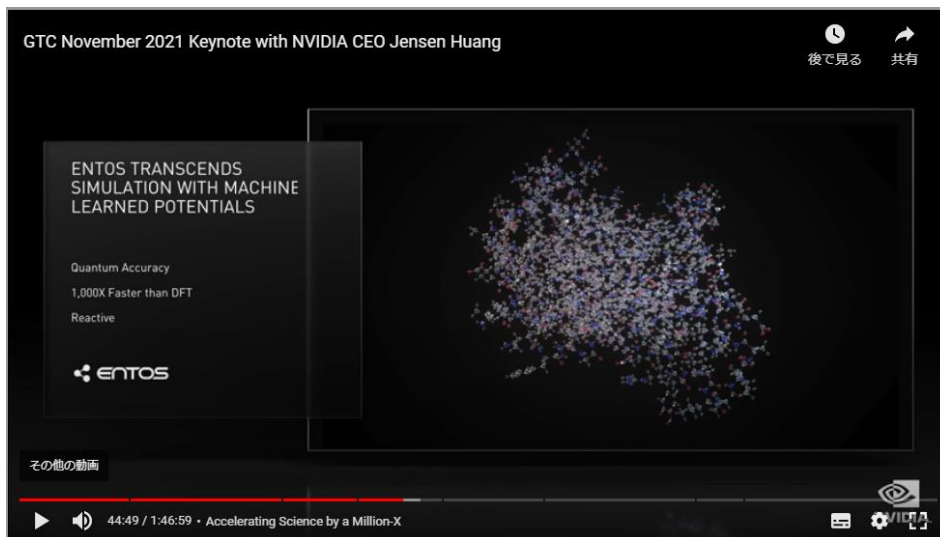 GTC November 2021 Keynote with NVIDIA CEO Jensen Huang
後で見る
共有
ENTOS TRANSCENDS
SIMULATION WITH MACHINE
LEARNED POTENTIALS
Quantum Accuracy
1,000X Faster than DFT
Reactive
ENTOS
その他の動画
44:49 / 1:46:59 • Accelerating Science by a Million-X
NVIDIA